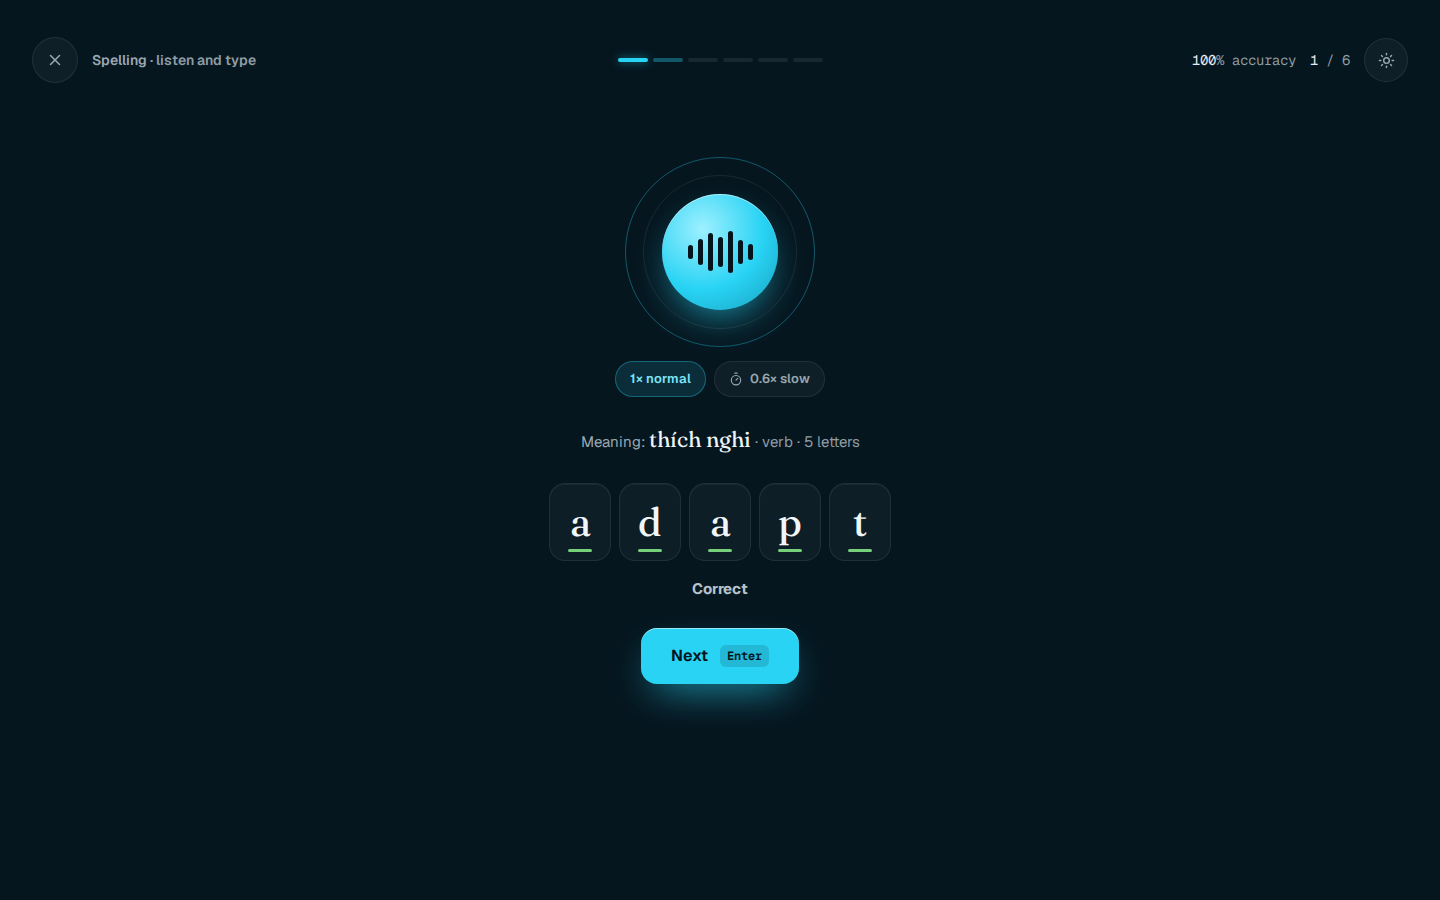 Spelling · listen and type
100% accuracy 1 / 6
1× normal
0.6× slow
Meaning: thích nghi · verb · 5 letters
a d a p t
Correct
Next Enter